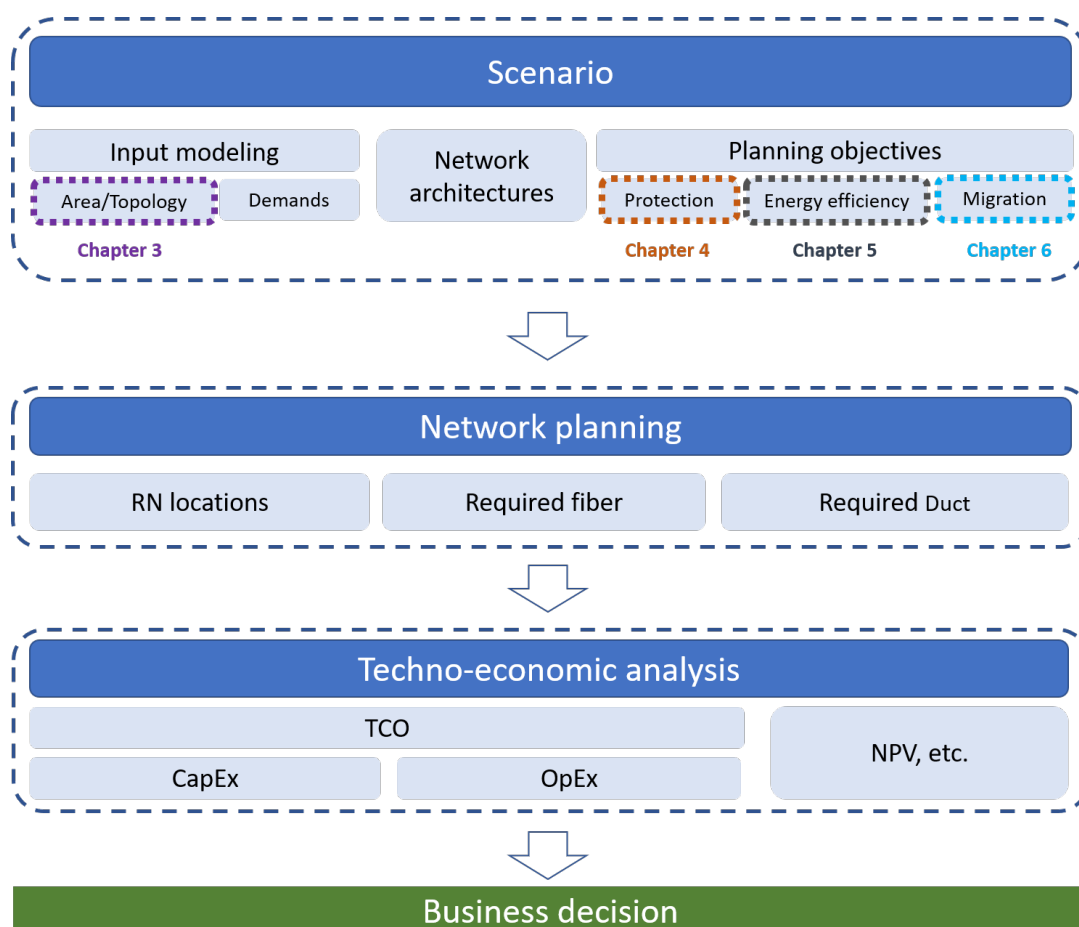 Scenario
Input modeling
Network
architectures
Planning objectives
Area/Topology
Demands
Protection
Energy efficiency
Migration
Chapter 3
Chapter 4
Chapter 5
Chapter 6
Network planning
RN locations
Required fiber
Required Duct
Techno-economic analysis
TCO
NPV, etc.
CapEx
OpEx
Business decision